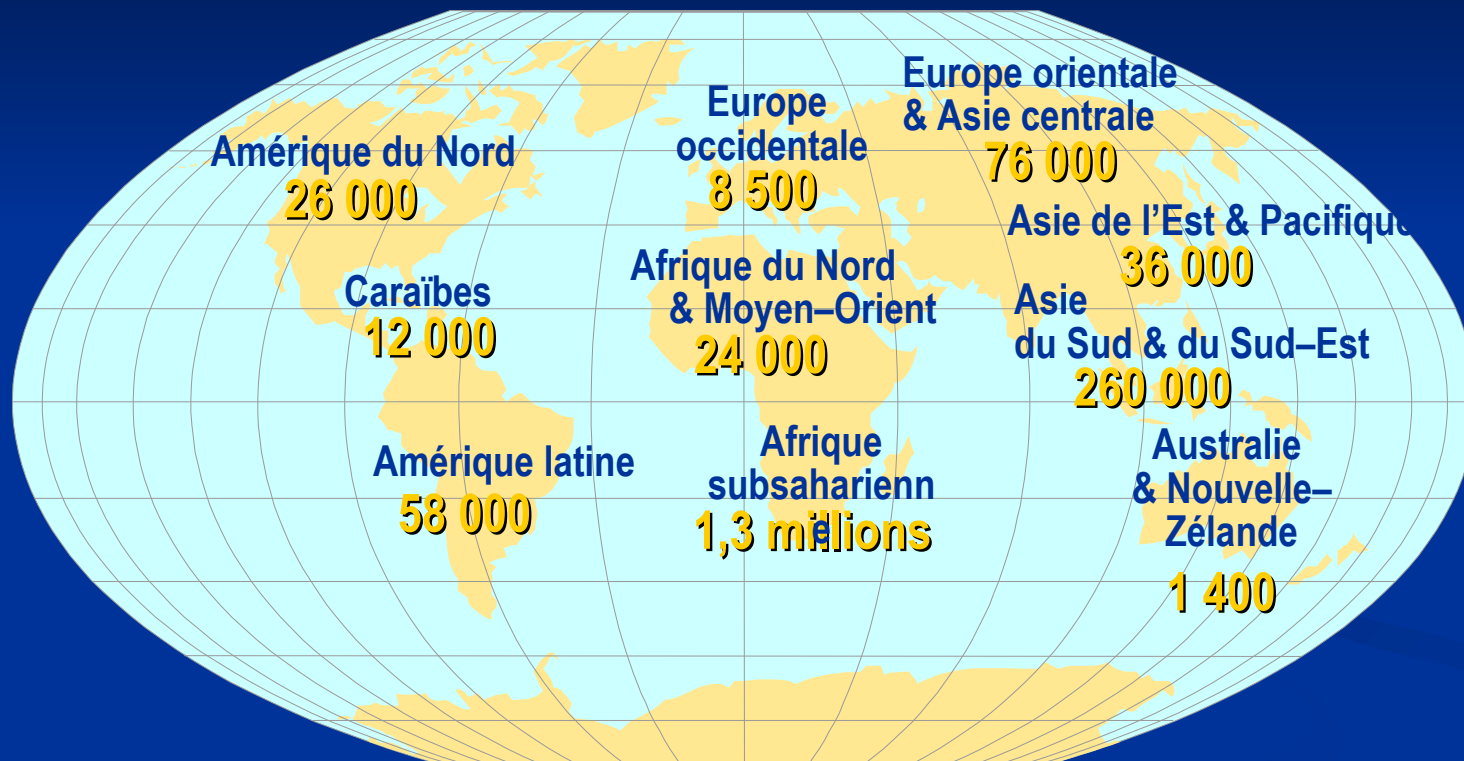 Europe orientale
& Asie centrale
76 000
Europe
occidentale
8 500
Amérique du Nord
26 000
Asie de l’Est & Pacifique
36 000
Afrique du Nord
& Moyen–Orient
24 000
Caraïbes
12 000
Asie
du Sud & du Sud–Est
260 000
Amérique latine
58 000
Afrique
subsaharienn
e
1,3 millions
Australie
& Nouvelle–
Zélande
1 400